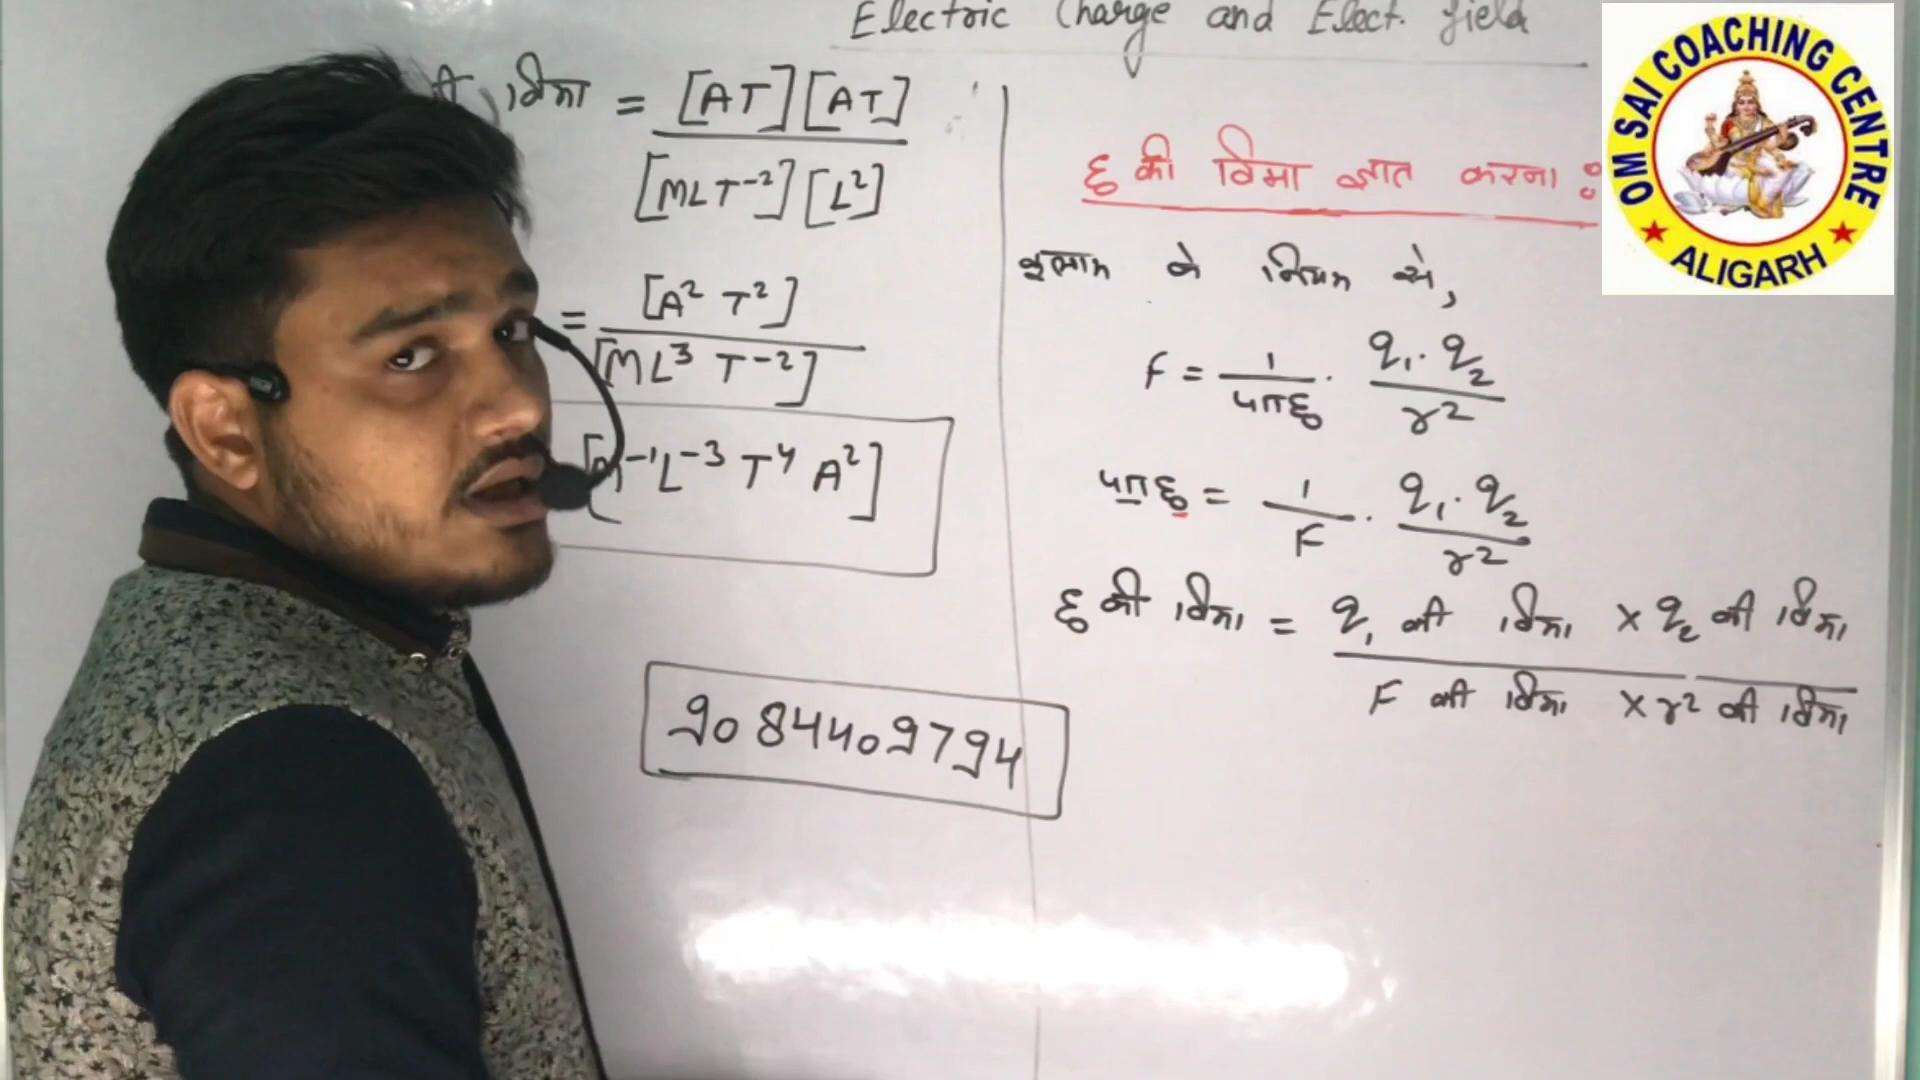 Electric Charge and Elect. field
की विमा = [AT][AT] / [MLT⁻²][L²]
= [A² T²] / [ML³ T⁻²]
[M⁻¹L⁻³ T⁴ A²]
9084409794
ε₀ की विमा ज्ञात करना :
कूलाम के नियम से,
F = 1/4πε₀ · q₁·q₂/r²
4πε₀ = 1/F · q₁·q₂/r²
ε₀ की विमा = q₁ की विमा × q₂ की विमा / F की विमा × r² की विमा
OM SAI COACHING CENTRE
ALIGARH